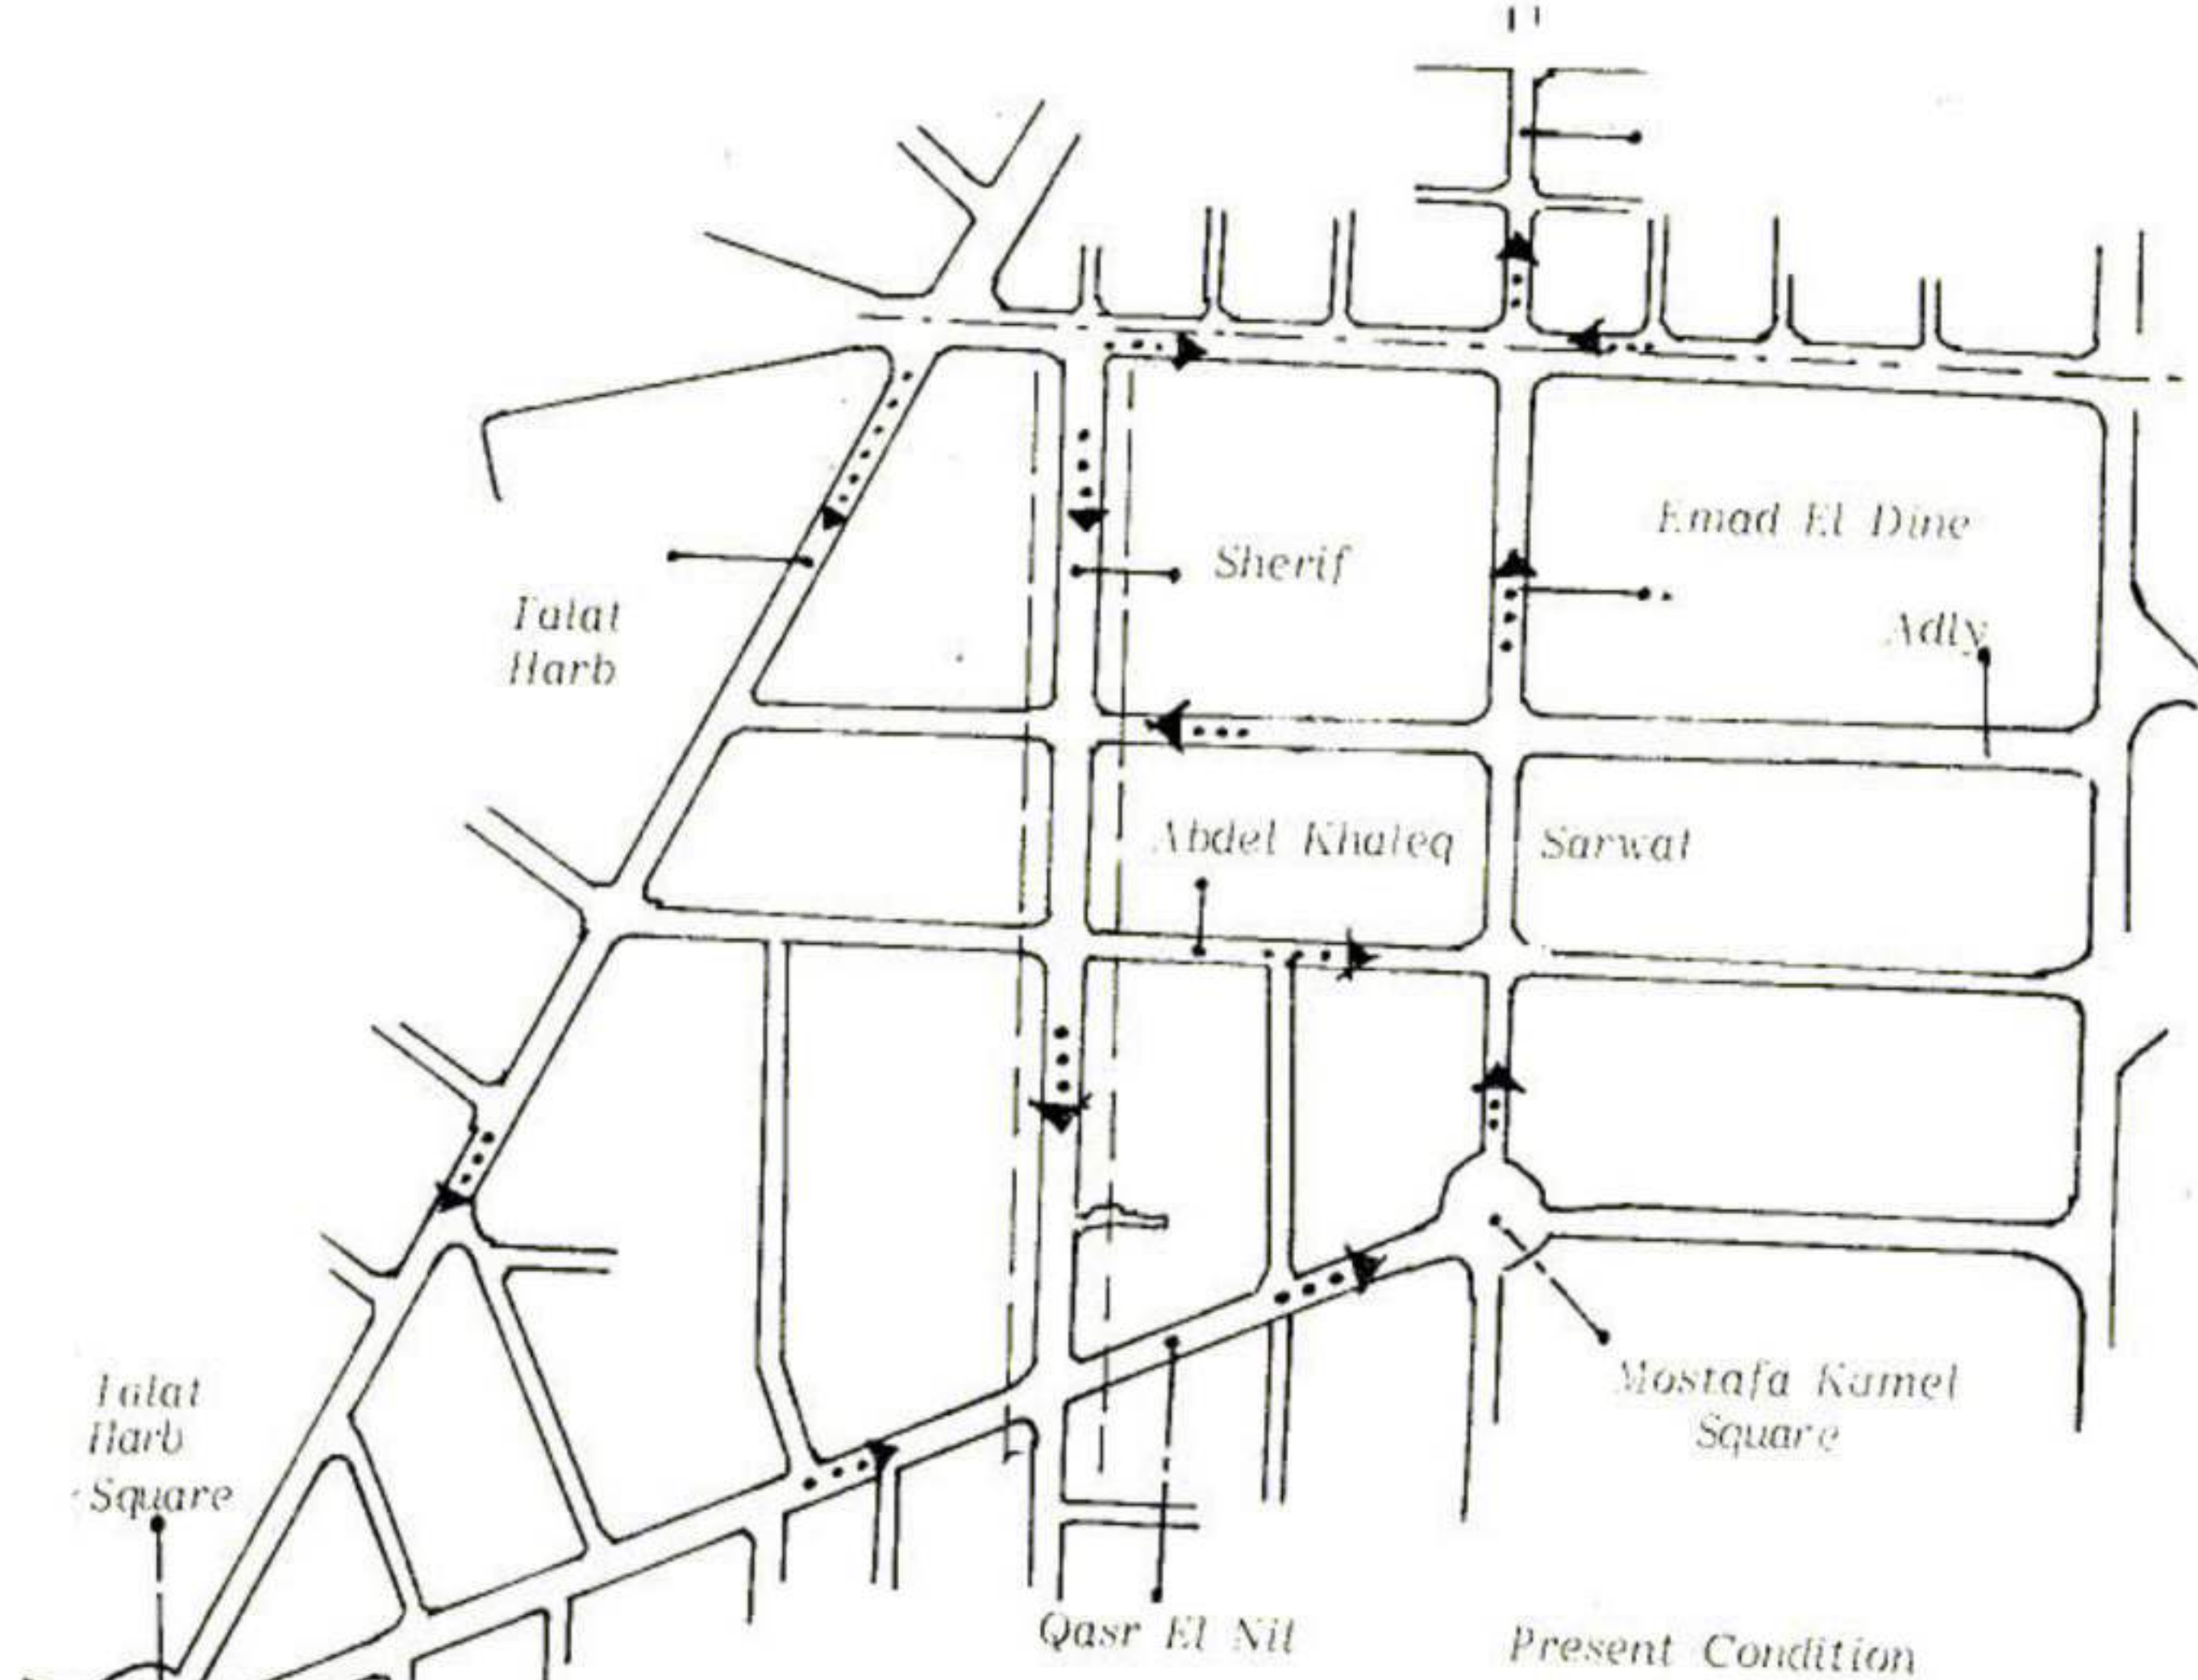 Emad El Dine
Sherif
Talat
Harb
Adly
Abdel Khaleq Sarwat
Talat
Harb
Square
Mostafa Kamel
Square
Qasr El Nil
Present Condition